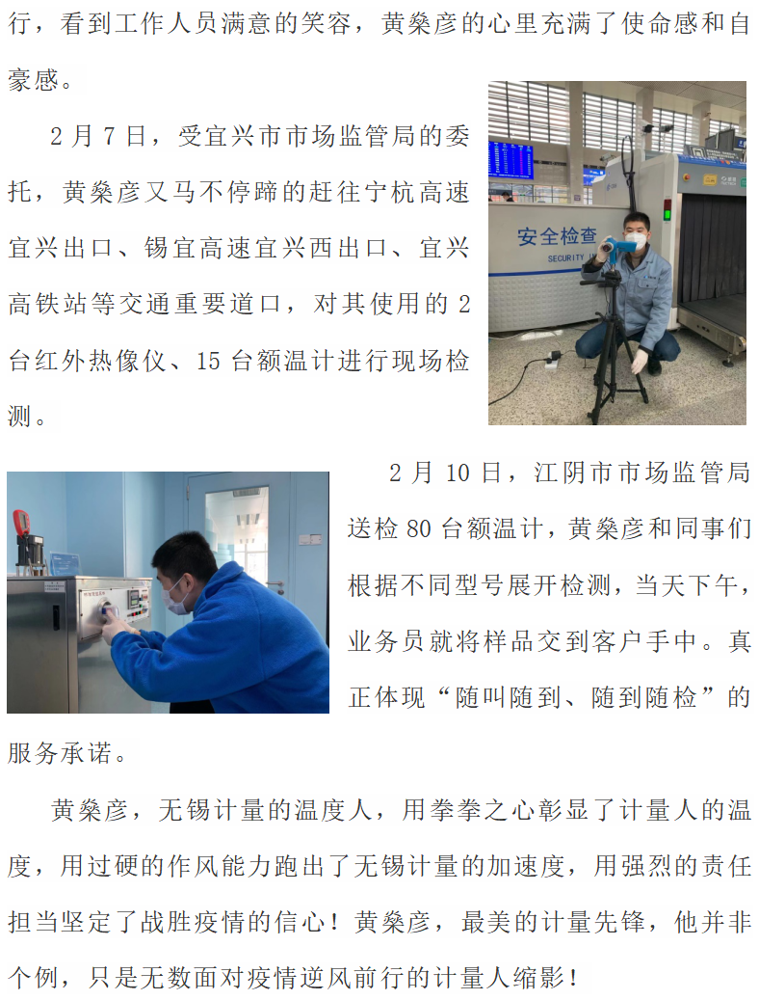 行，看到工作人员满意的笑容，黄燊彦的心里充满了使命感和自
豪感。
2月7日，受宜兴市市场监管局的委
托，黄燊彦又马不停蹄的赶往宁杭高速
宜兴出口、锡宜高速宜兴西出口、宜兴
高铁站等交通重要道口，对其使用的2
台红外热像仪、15台额温计进行现场检
测。
安全检查
SECURITY
2月10日，江阴市市场监管局
送检80台额温计，黄燊彦和同事们
根据不同型号展开检测，当天下午，
业务员就将样品交到客户手中。真
正体现“随叫随到、随到随检”的
服务承诺。
黄燊彦，无锡计量的温度人，用拳拳之心彰显了计量人的温
度，用过硬的作风能力跑出了无锡计量的加速度，用强烈的责任
担当坚定了战胜疫情的信心！黄燊彦，最美的计量先锋，他并非
个例，只是无数面对疫情逆风前行的计量人缩影！